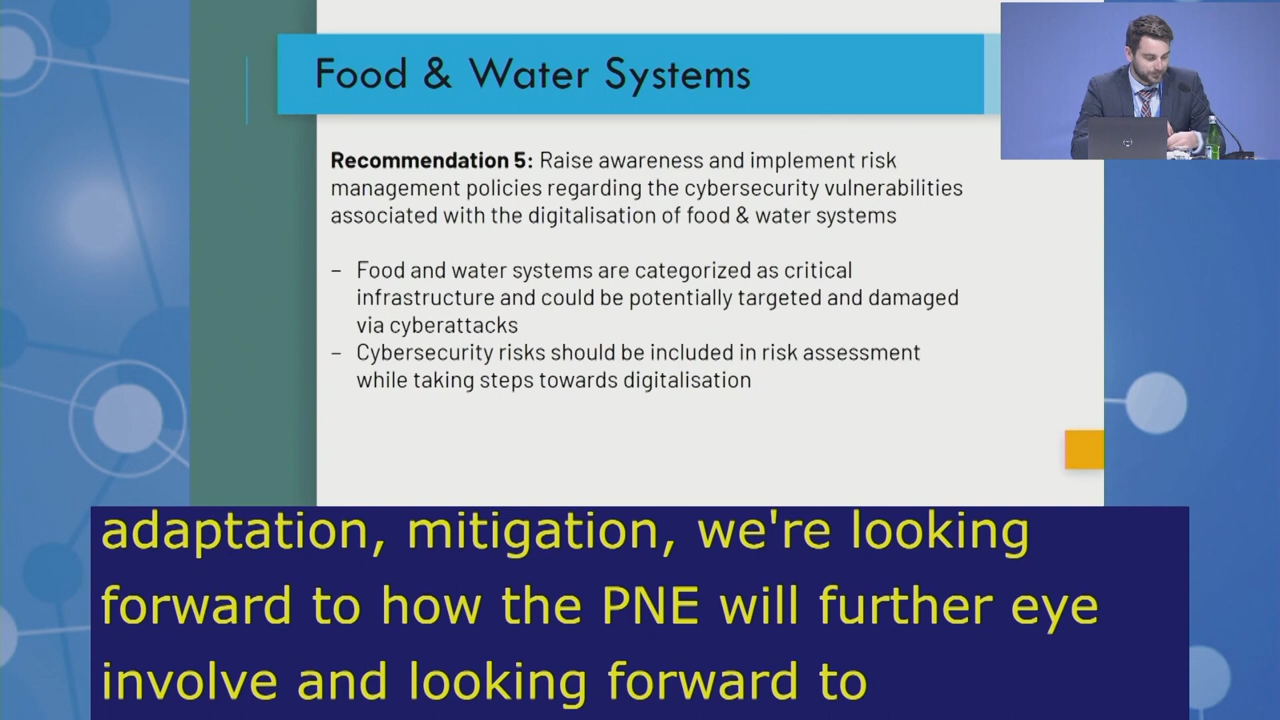 Food & Water Systems
Recommendation 5: Raise awareness and implement risk
management policies regarding the cybersecurity vulnerabilities
associated with the digitalisation of food & water systems
– Food and water systems are categorized as critical
infrastructure and could be potentially targeted and damaged
via cyberattacks
– Cybersecurity risks should be included in risk assessment
while taking steps towards digitalisation
adaptation, mitigation, we're looking
forward to how the PNE will further eye
involve and looking forward to